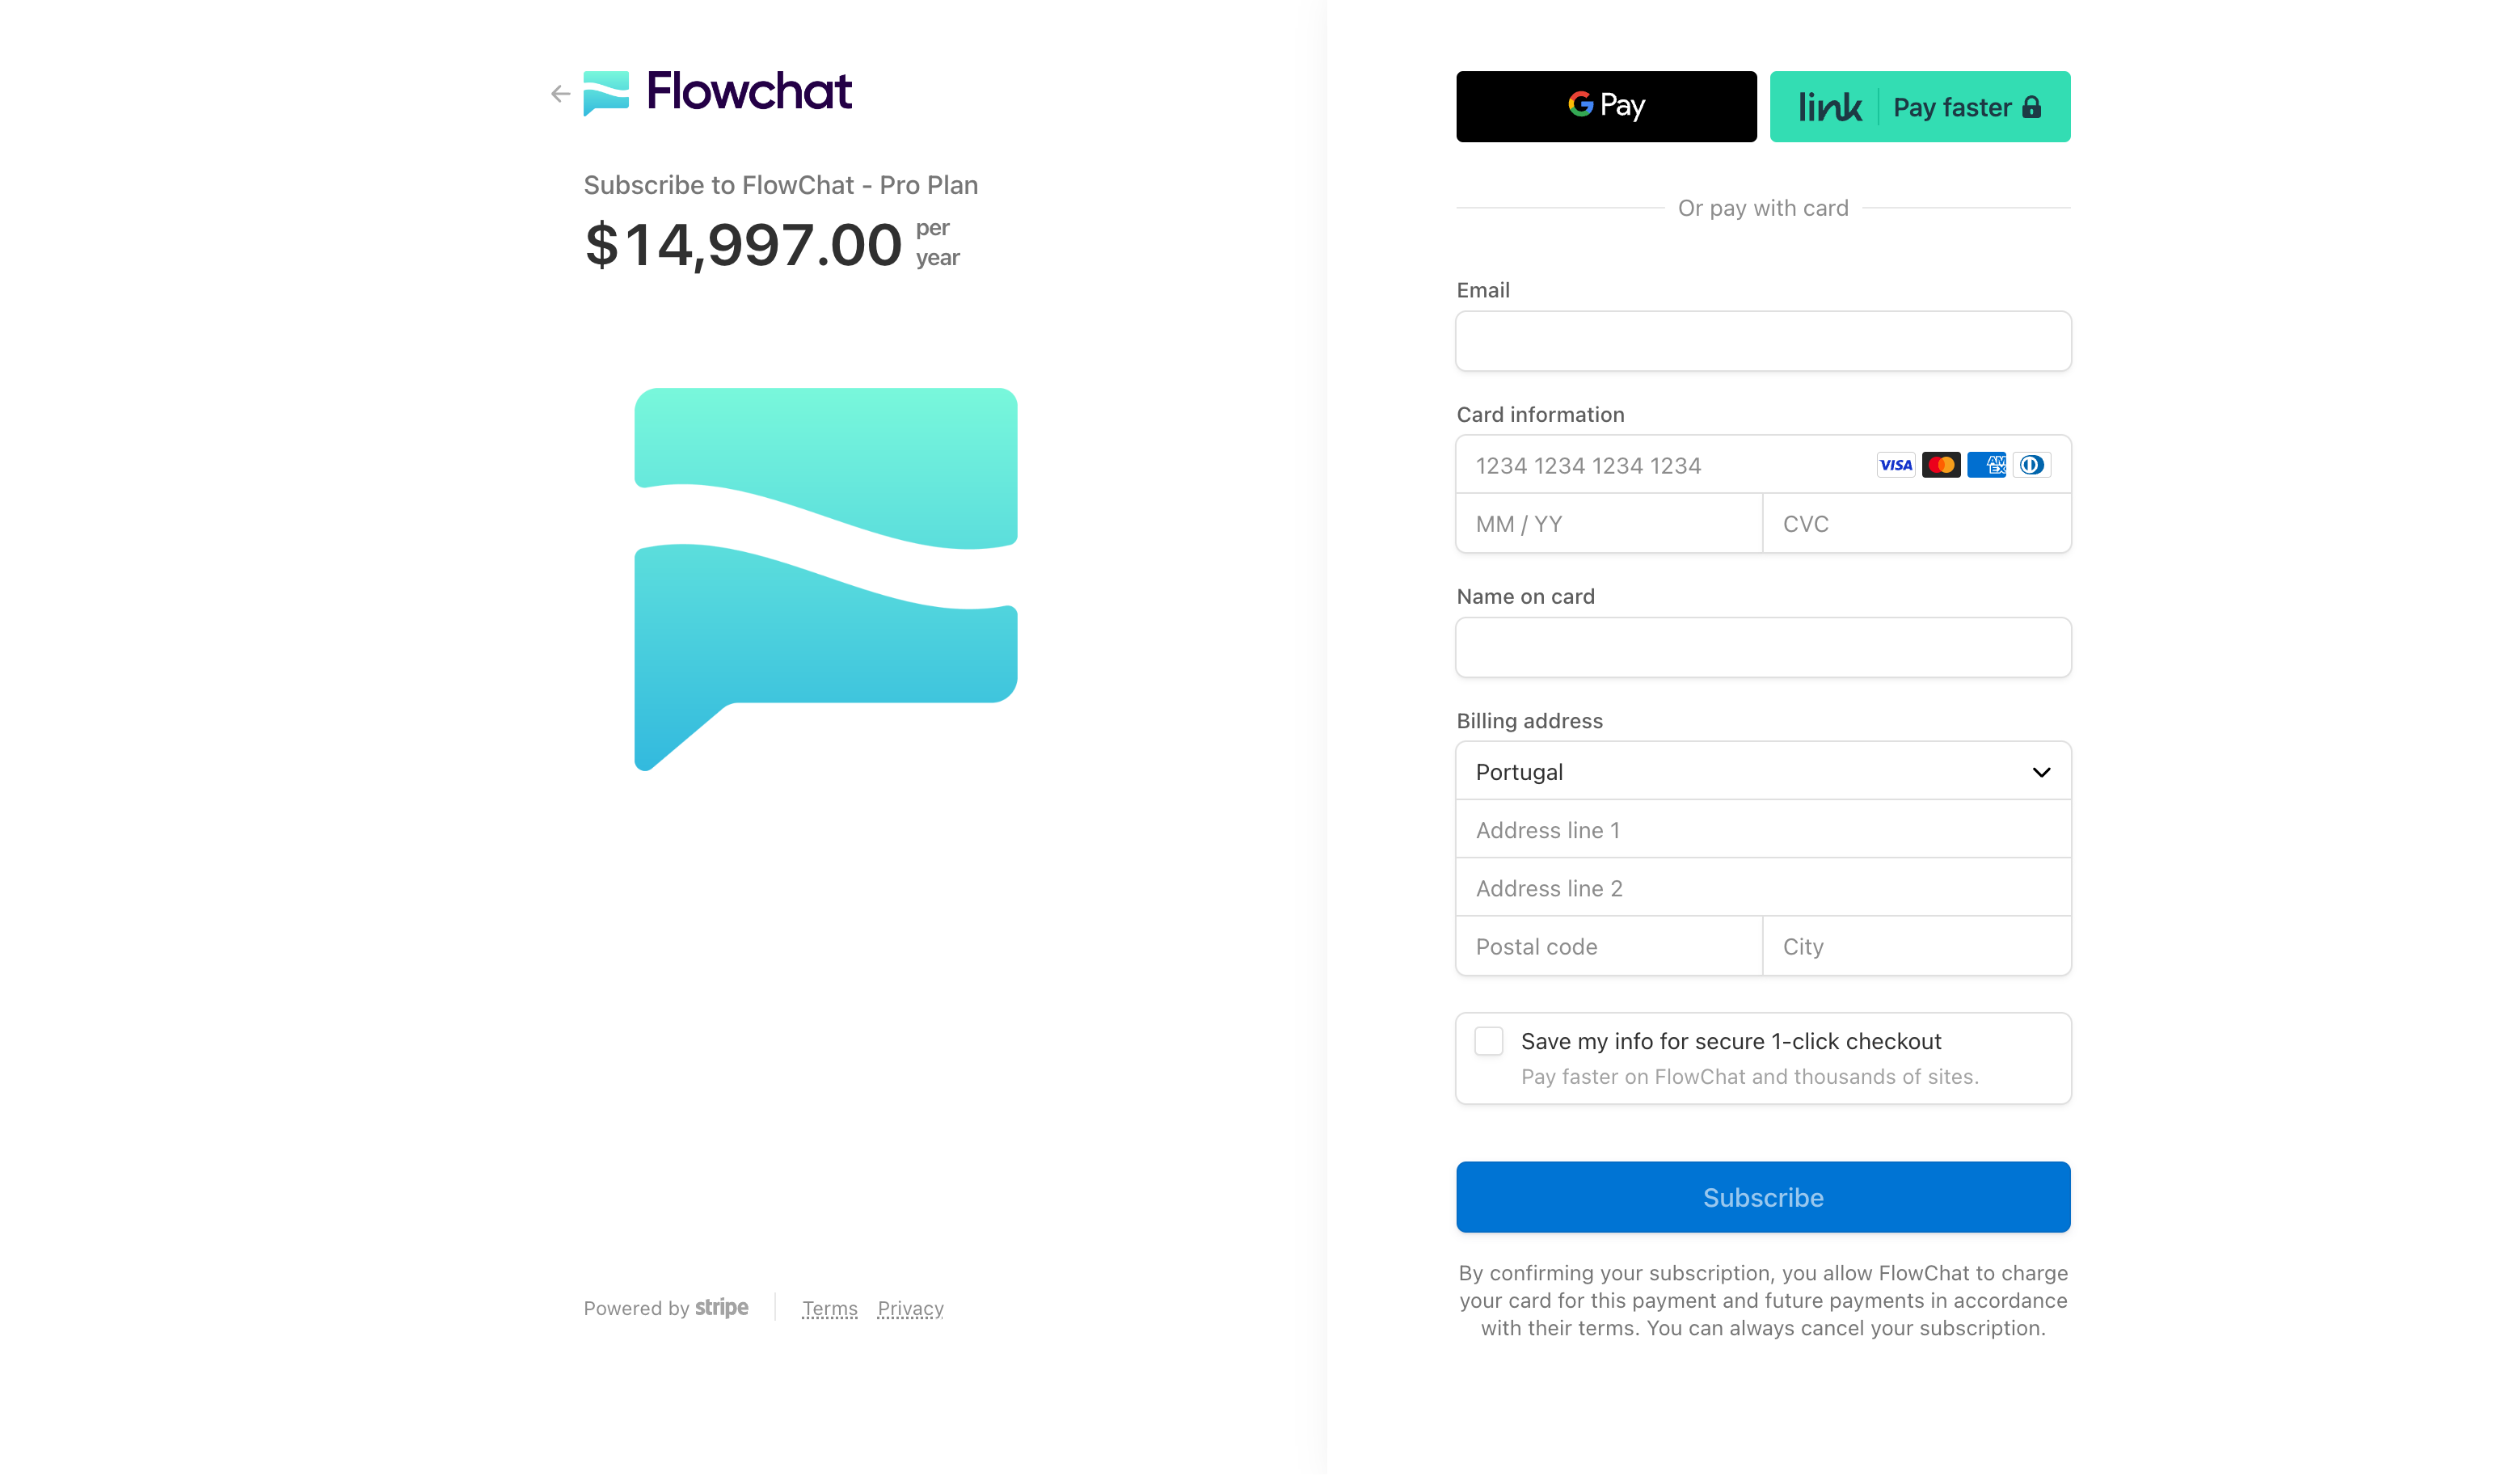 Flowchat
Subscribe to FlowChat - Pro Plan
$14,997.00
per
year
Powered by stripe
Terms
Privacy
G Pay
link
Pay faster
Or pay with card
Email
Card information
1234 1234 1234 1234
VISA
AM
EX
MM / YY
CVC
Name on card
Billing address
Portugal
Address line 1
Address line 2
Postal code
City
Save my info for secure 1-click checkout
Pay faster on FlowChat and thousands of sites.
Subscribe
By confirming your subscription, you allow FlowChat to charge
your card for this payment and future payments in accordance
with their terms. You can always cancel your subscription.